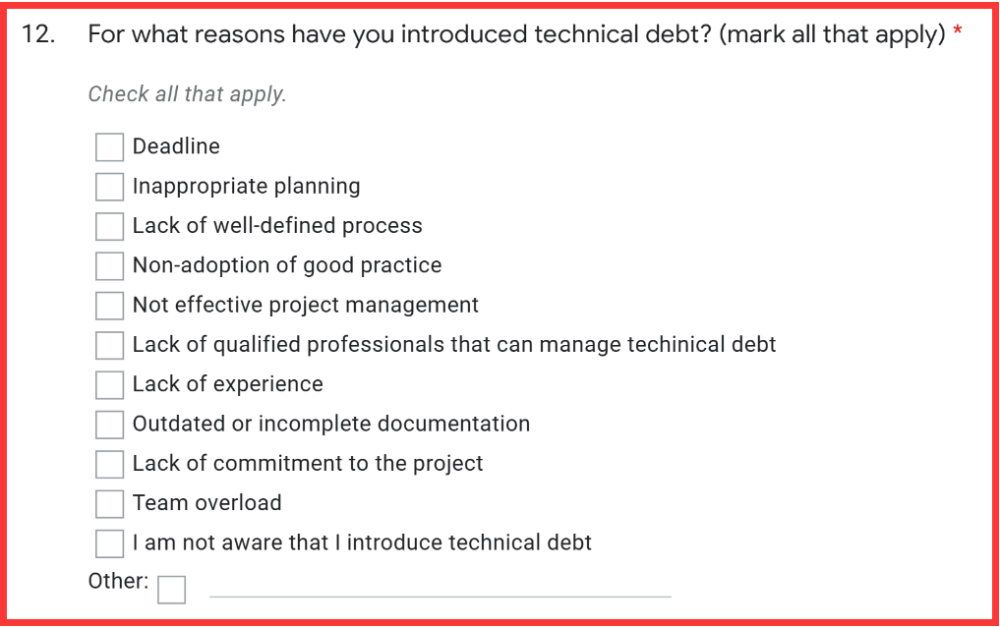 12. For what reasons have you introduced technical debt? (mark all that apply) *
Check all that apply.
Deadline
Inappropriate planning
Lack of well-defined process
Non-adoption of good practice
Not effective project management
Lack of qualified professionals that can manage techinical debt
Lack of experience
Outdated or incomplete documentation
Lack of commitment to the project
Team overload
I am not aware that I introduce technical debt
Other: